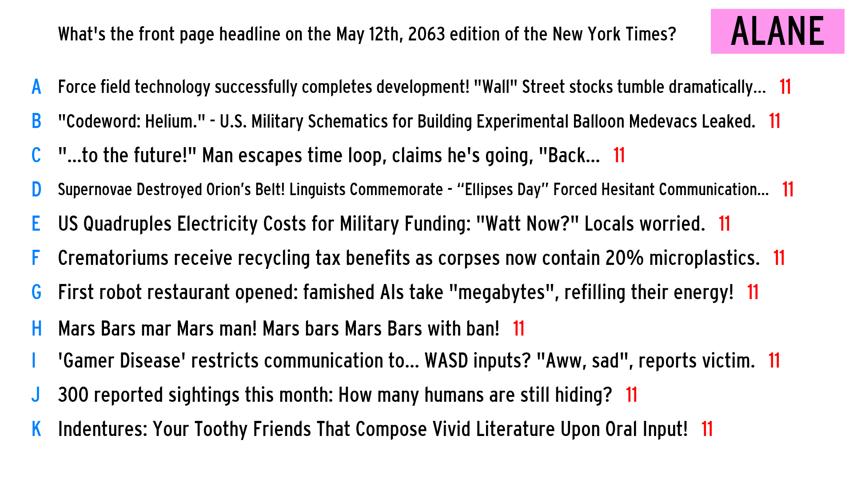 What's the front page headline on the May 12th, 2063 edition of the New York Times?
ALANE
A Force field technology successfully completes development! "Wall" Street stocks tumble dramatically... 11
B "Codeword: Helium." - U.S. Military Schematics for Building Experimental Balloon Medevacs Leaked. 11
C "...to the future!" Man escapes time loop, claims he's going, "Back... 11
D Supernovae Destroyed Orion's Belt! Linguists Commemorate - “Ellipses Day” Forced Hesitant Communication... 11
E US Quadruples Electricity Costs for Military Funding: "Watt Now?" Locals worried. 11
F Crematoriums receive recycling tax benefits as corpses now contain 20% microplastics. 11
G First robot restaurant opened: famished AIs take "megabytes", refilling their energy! 11
H Mars Bars mar Mars man! Mars bars Mars Bars with ban! 11
I 'Gamer Disease' restricts communication to... WASD inputs? "Aww, sad", reports victim. 11
J 300 reported sightings this month: How many humans are still hiding? 11
K Indentures: Your Toothy Friends That Compose Vivid Literature Upon Oral Input! 11